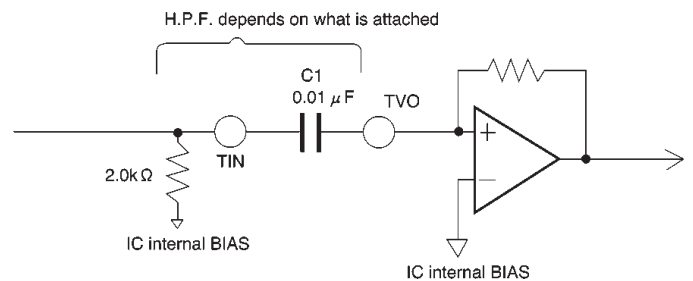 H.P.F. depends on what is attached
C1
0.01 μF
TVO
+
TIN
2.0kΩ
−
IC internal BIAS
IC internal BIAS